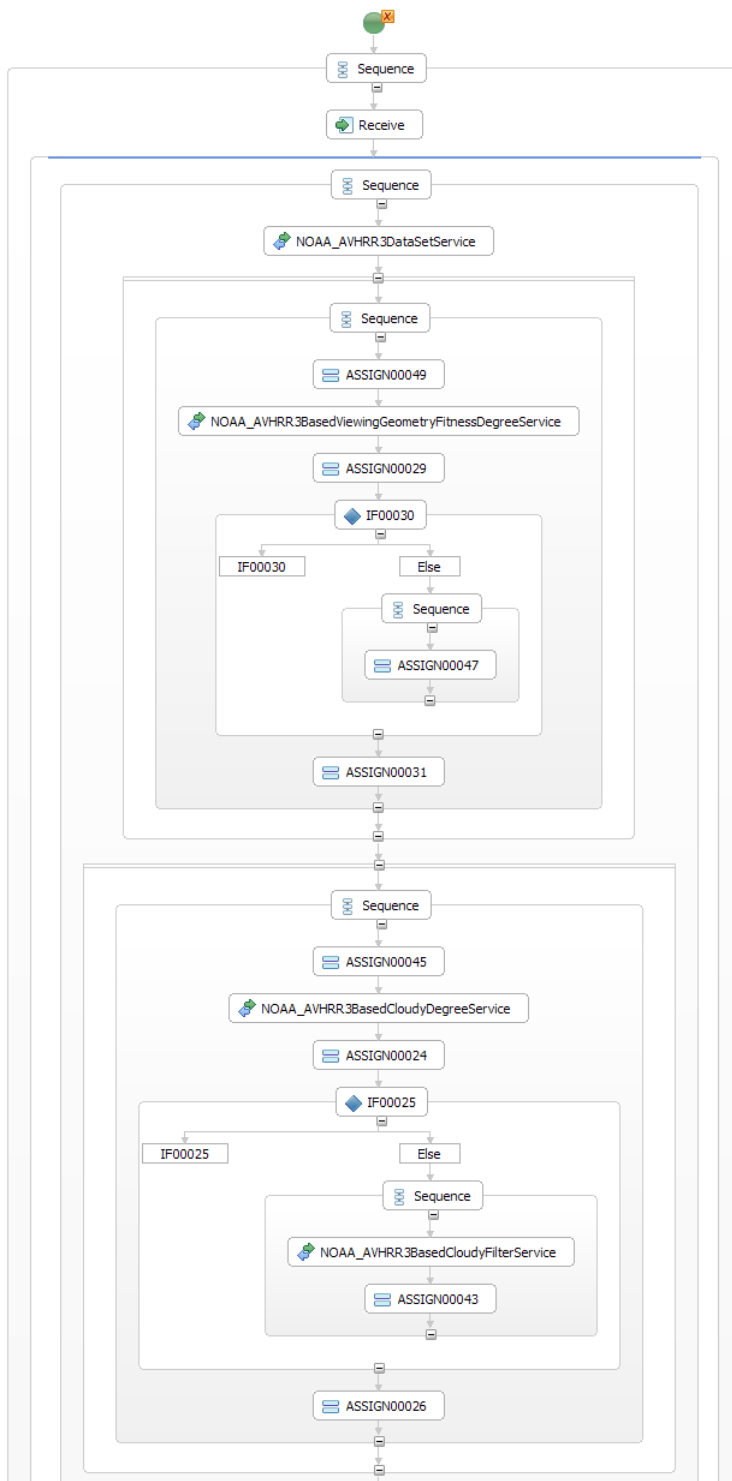 X
Sequence
Receive
Sequence
NOAA_AVHRR3DataSetService
Sequence
ASSIGN00049
NOAA_AVHRR3BasedViewingGeometryFitnessDegreeService
ASSIGN00029
IF00030
IF00030
Else
Sequence
ASSIGN00047
ASSIGN00031
Sequence
ASSIGN00045
NOAA_AVHRR3BasedCloudyDegreeService
ASSIGN00024
IF00025
IF00025
Else
Sequence
NOAA_AVHRR3BasedCloudyFilterService
ASSIGN00043
ASSIGN00026